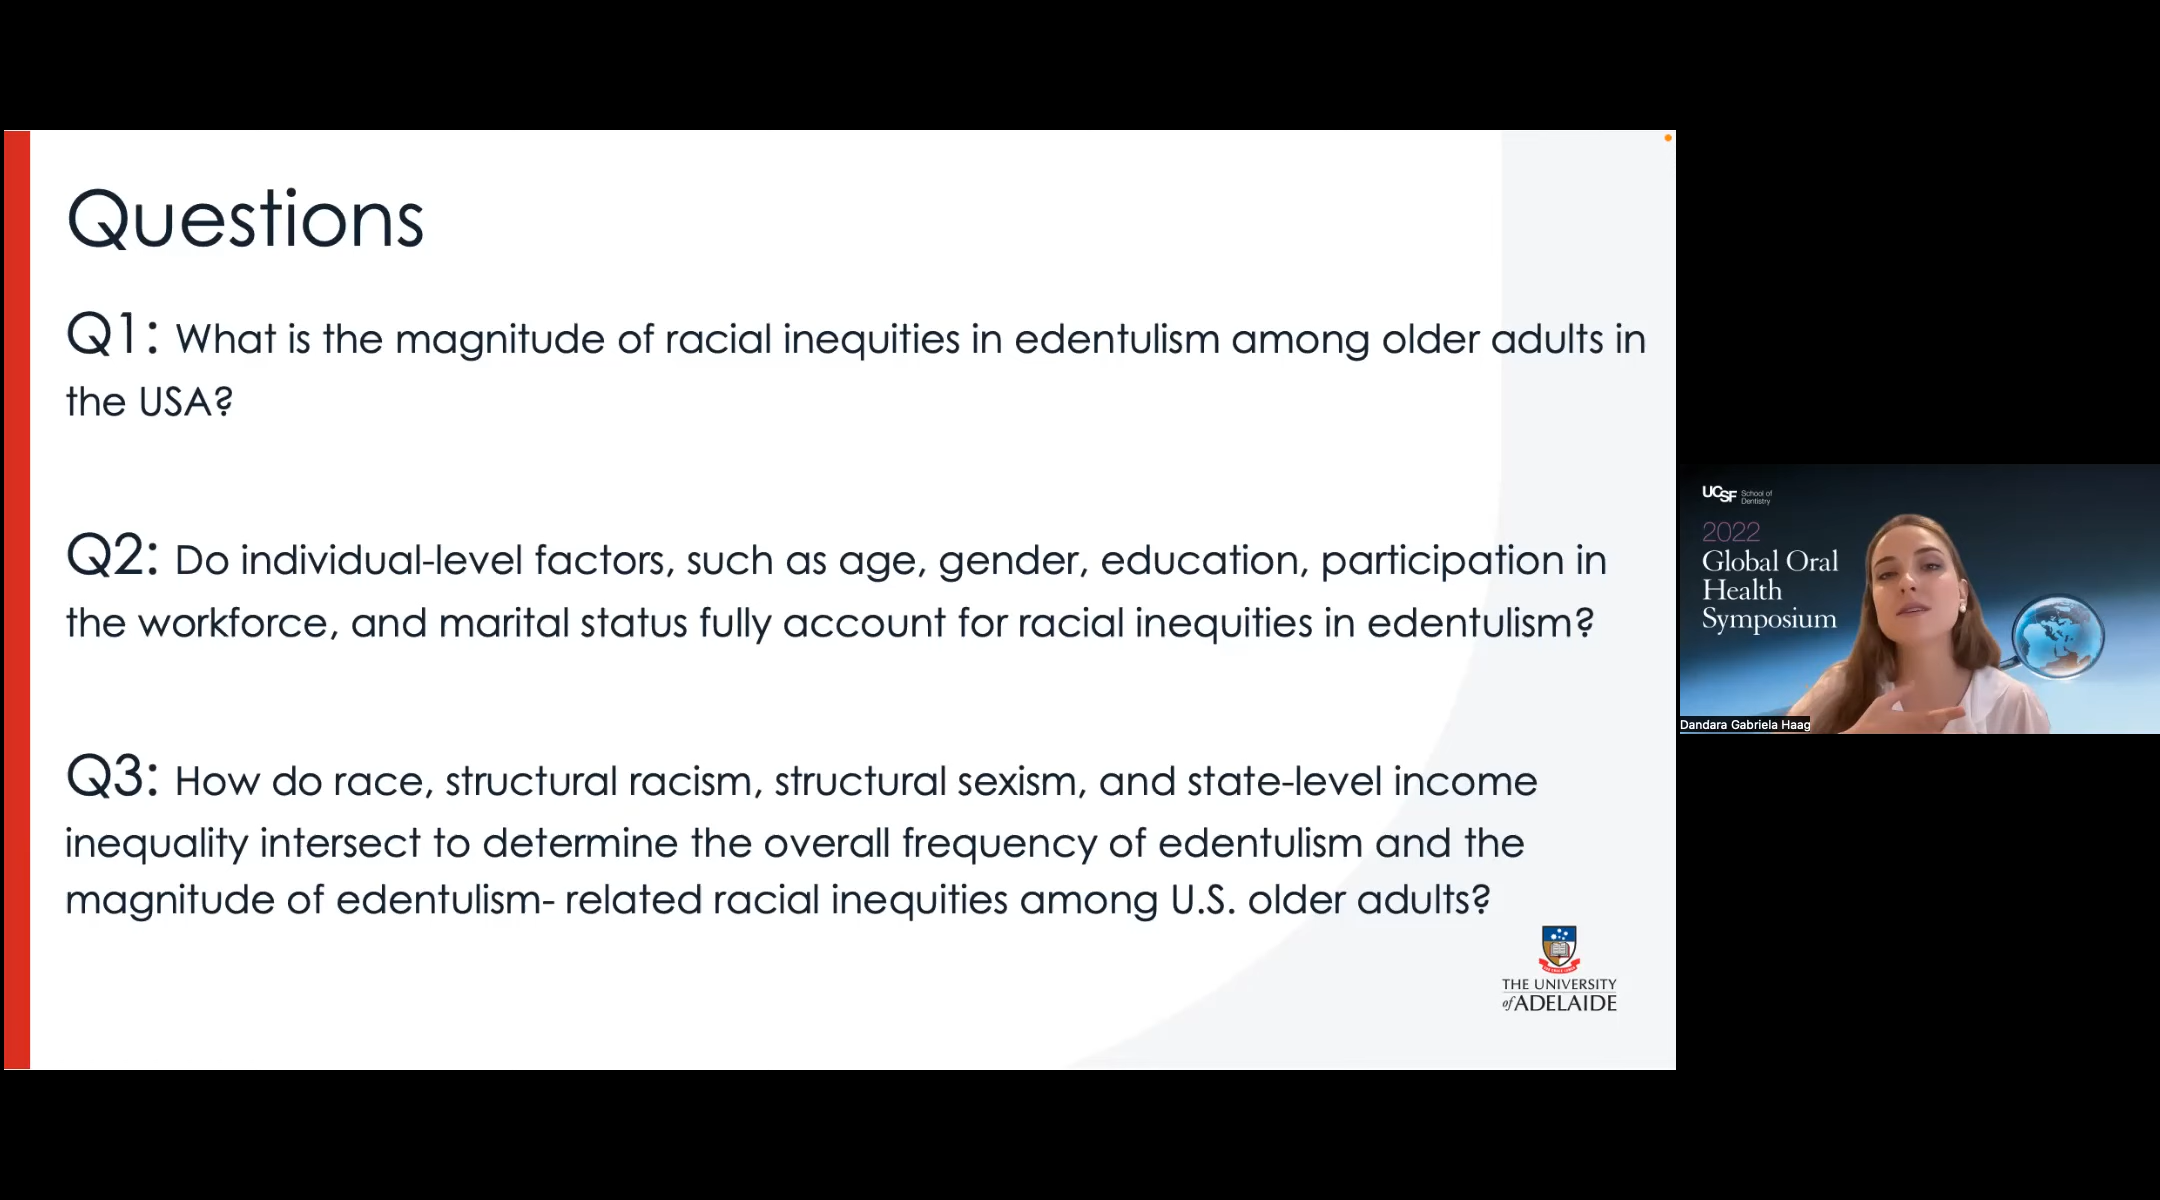 Questions
Q1: What is the magnitude of racial inequities in edentulism among older adults in
the USA?
Q2: Do individual-level factors, such as age, gender, education, participation in
the workforce, and marital status fully account for racial inequities in edentulism?
Q3: How do race, structural racism, structural sexism, and state-level income
inequality intersect to determine the overall frequency of edentulism and the
magnitude of edentulism- related racial inequities among U.S. older adults?
THE UNIVERSITY
of ADELAIDE
UCSF School of
Dentistry
2022
Global Oral
Health
Symposium
Dandara Gabriela Haag